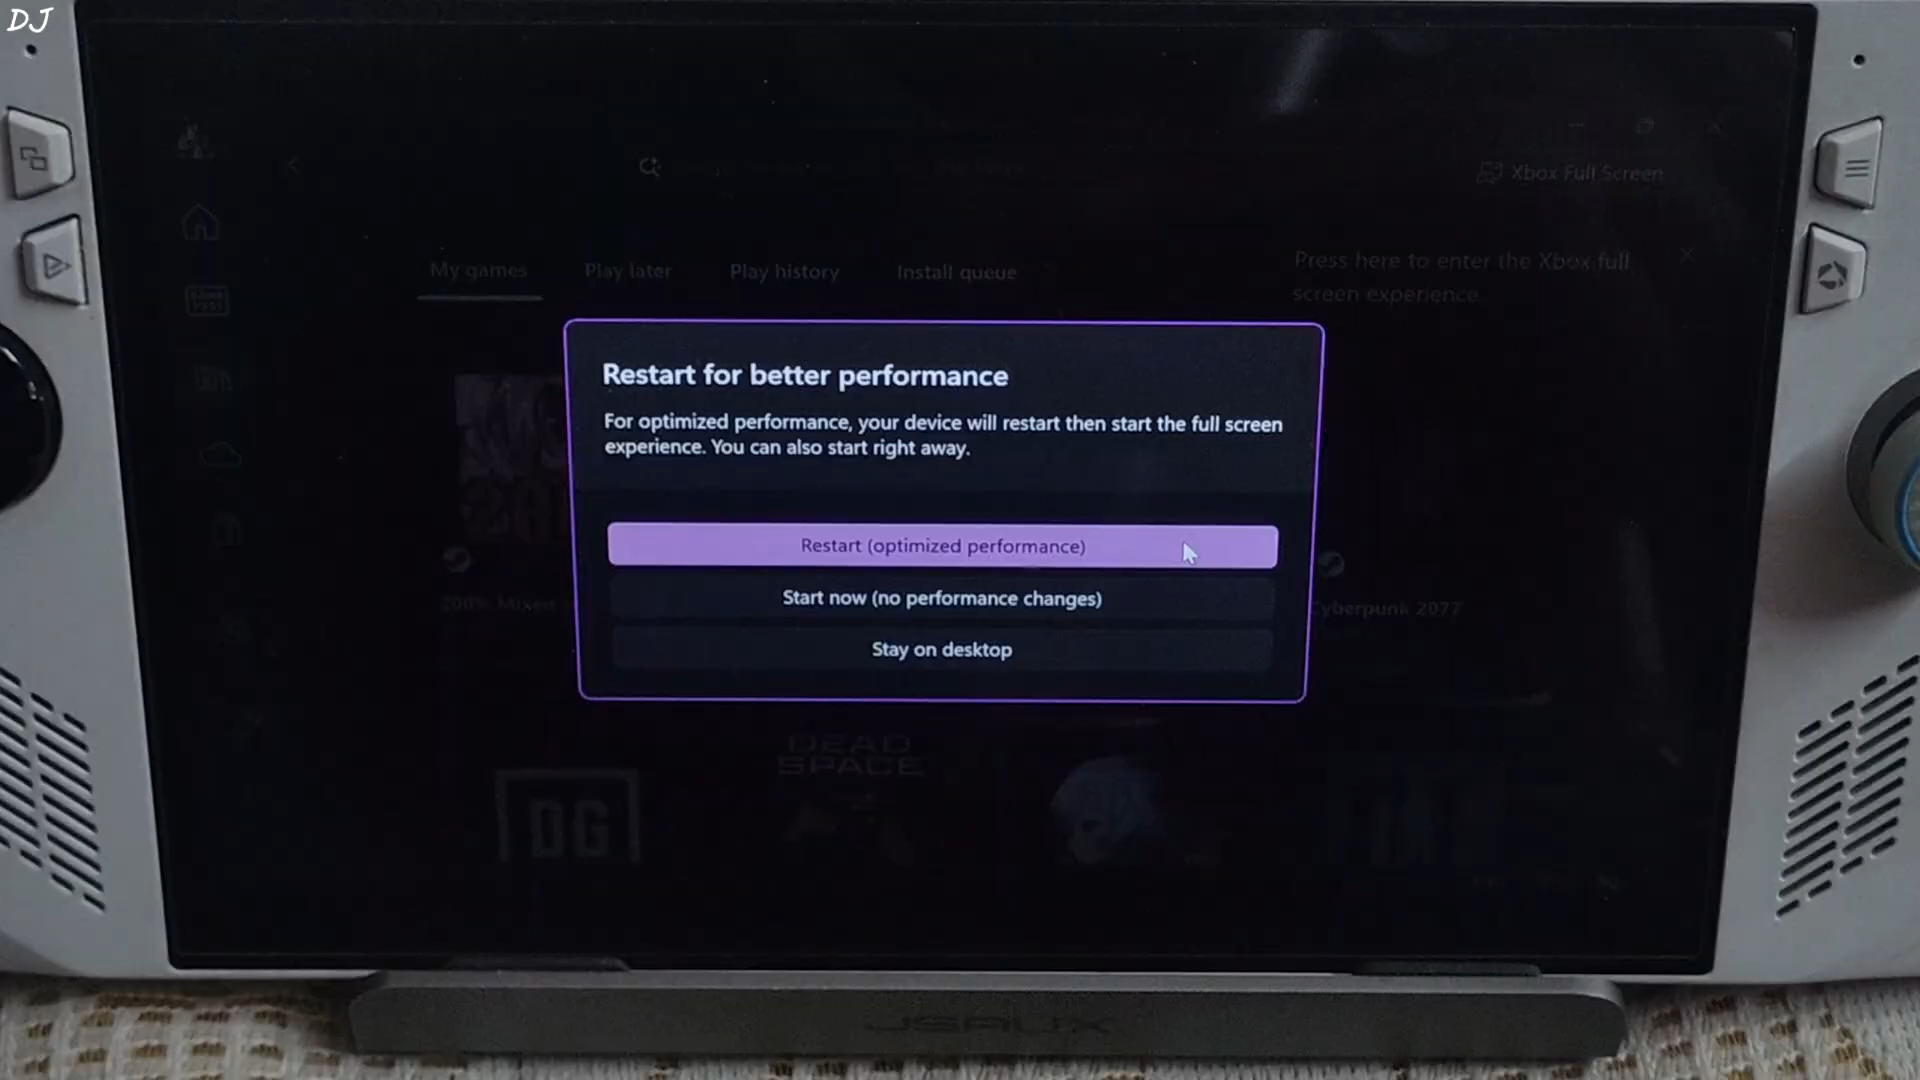 DJ
Xbox Full Screen
My games
Play later
Play history
Install queue
Press here to enter the Xbox full
screen experience.
Restart for better performance
For optimized performance, your device will restart then start the full screen
experience. You can also start right away.
Restart (optimized performance)
Start now (no performance changes)
Stay on desktop
200% Mixed
Cyberpunk 2077
DEAD
SPACE
DG
JSAUX